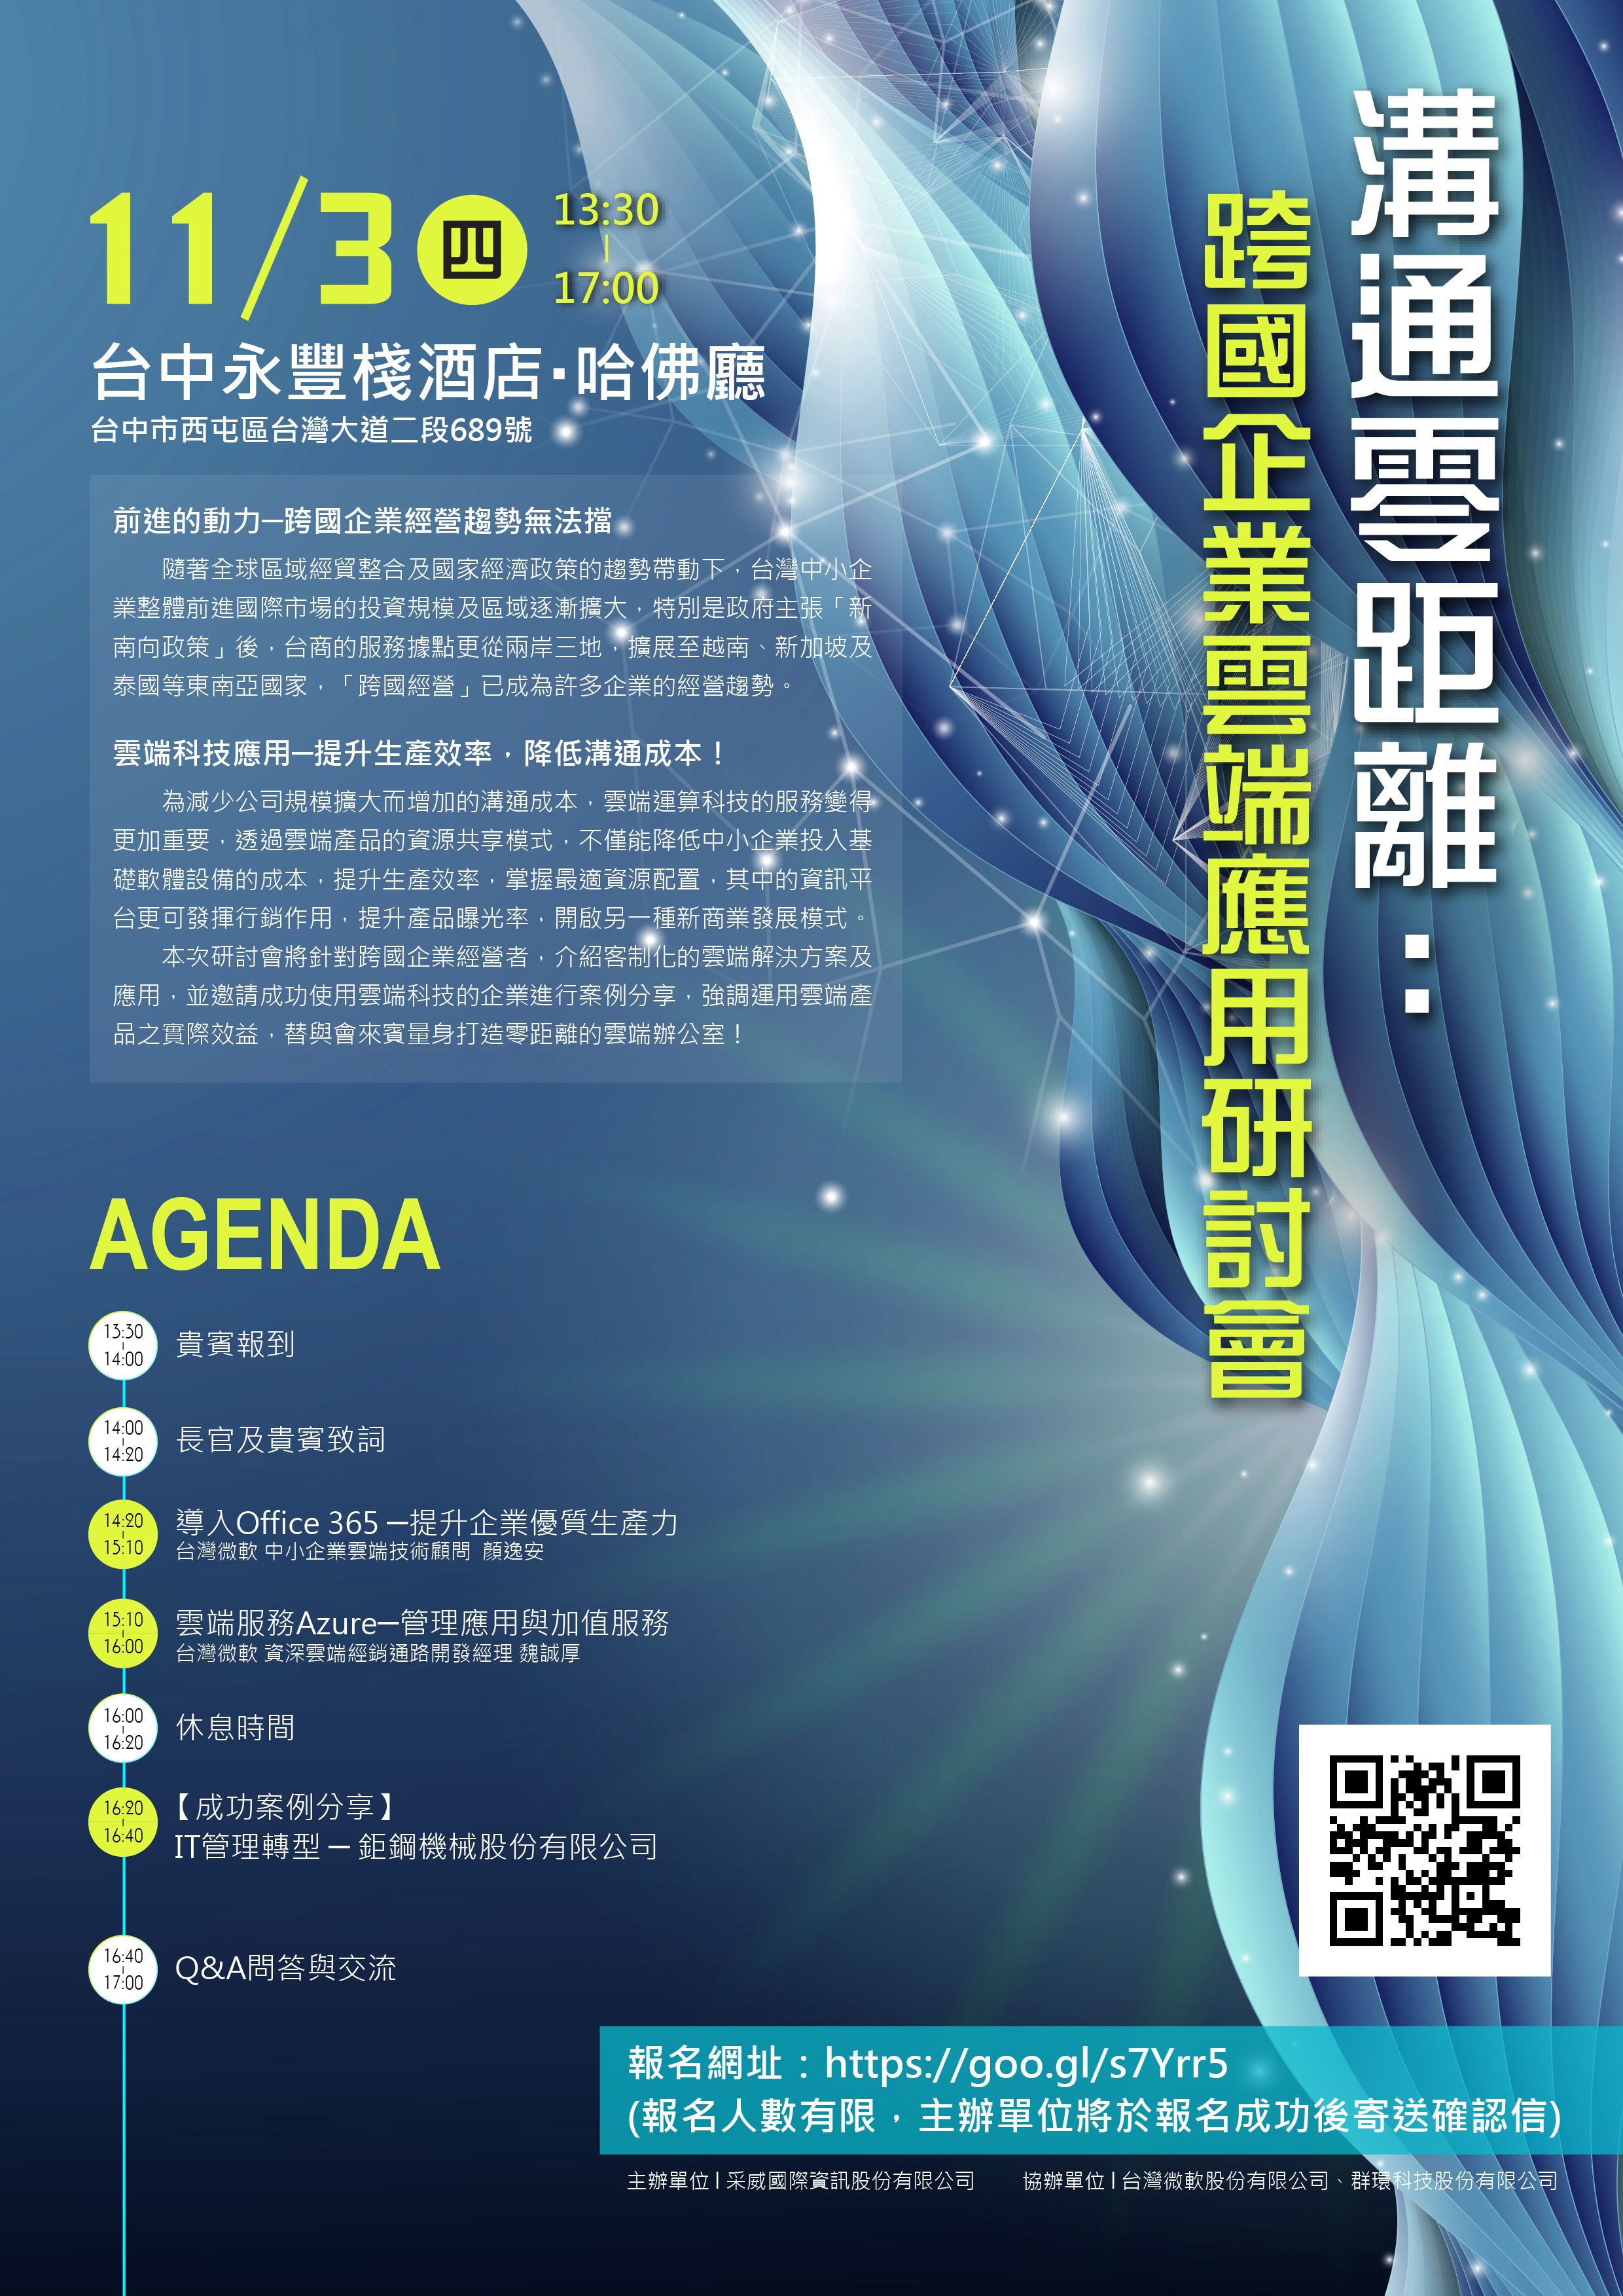 溝通零距離：
跨國企業雲端應用研討會
11/3 四 13:30
|
17:00
台中永豐棧酒店·哈佛廳
台中市西屯區台灣大道二段689號
前進的動力─跨國企業經營趨勢無法擋
隨著全球區域經貿整合及國家經濟政策的趨勢帶動下，台灣中小企
業整體前進國際市場的投資規模及區域逐漸擴大，特別是政府主張「新
南向政策」後，台商的服務據點更從兩岸三地，擴展至越南、新加坡及
泰國等東南亞國家，「跨國經營」已成為許多企業的經營趨勢。
雲端科技應用─提升生產效率，降低溝通成本！
為減少公司規模擴大而增加的溝通成本，雲端運算科技的服務變得
更加重要，透過雲端產品的資源共享模式，不僅能降低中小企業投入基
礎軟體設備的成本，提升生產效率，掌握最適資源配置，其中的資訊平
台更可發揮行銷作用，提升產品曝光率，開啟另一種新商業發展模式。
本次研討會將針對跨國企業經營者，介紹客制化的雲端解決方案及
應用，並邀請成功使用雲端科技的企業進行案例分享，強調運用雲端產
品之實際效益，替與會來賓量身打造零距離的雲端辦公室！
AGENDA
13:30
|
14:00
貴賓報到
14:00
|
14:20
長官及貴賓致詞
14:20
|
15:10
導入Office 365 ─提升企業優質生產力
台灣微軟 中小企業雲端技術顧問 顏逸安
15:10
|
16:00
雲端服務Azure─管理應用與加值服務
台灣微軟 資深雲端經銷通路開發經理 魏誠厚
16:00
|
16:20
休息時間
16:20
|
16:40
【成功案例分享】
IT管理轉型 ─ 鉅鋼機械股份有限公司
16:40
|
17:00
Q&A問答與交流
報名網址：https://goo.gl/s7Yrr5
(報名人數有限，主辦單位將於報名成功後寄送確認信)
主辦單位 | 采威國際資訊股份有限公司 協辦單位 | 台灣微軟股份有限公司、群環科技股份有限公司